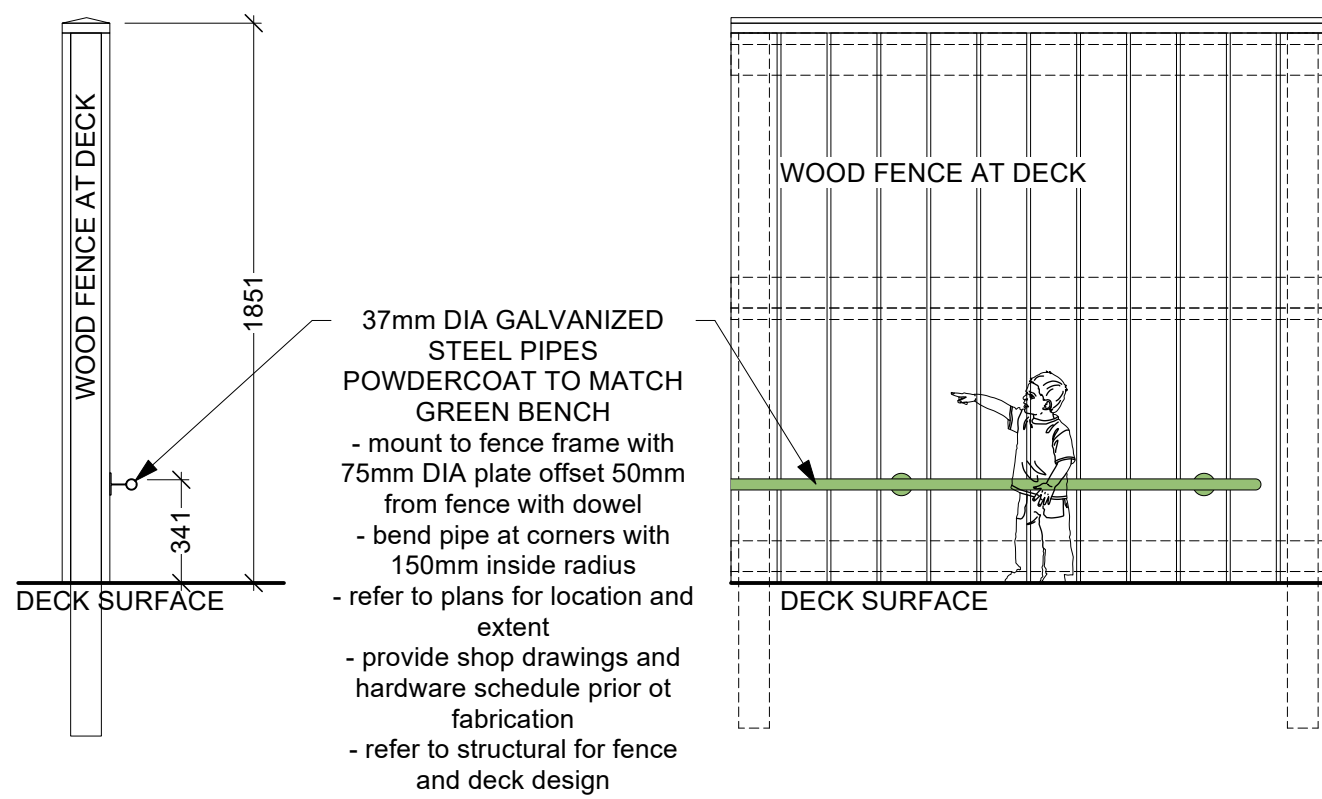 WOOD FENCE AT DECK
1851
341
DECK SURFACE
37mm DIA GALVANIZED
STEEL PIPES
POWDERCOAT TO MATCH
GREEN BENCH
- mount to fence frame with
75mm DIA plate offset 50mm
from fence with dowel
- bend pipe at corners with
150mm inside radius
- refer to plans for location and
extent
- provide shop drawings and
hardware schedule prior ot
fabrication
- refer to structural for fence
and deck design
WOOD FENCE AT DECK
DECK SURFACE